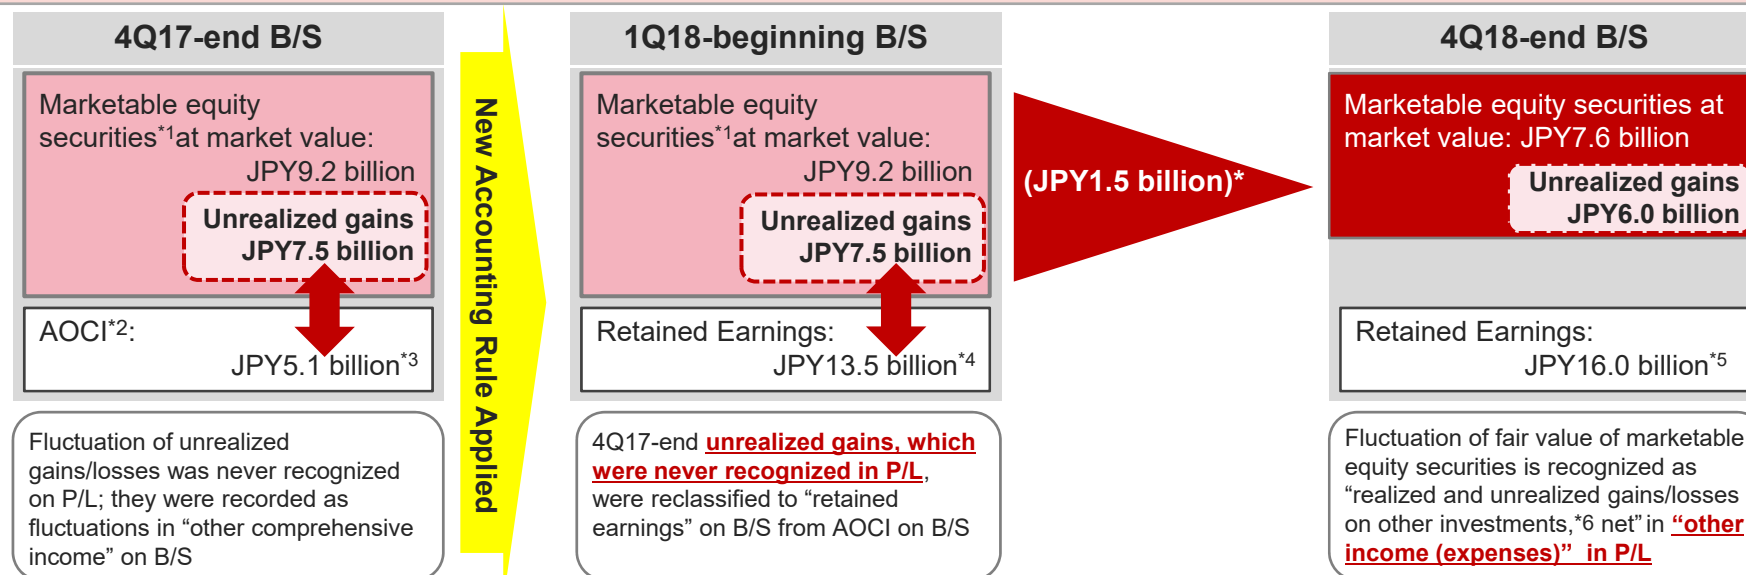 4Q17-end B/S
Marketable equity
securities*1at market value:
JPY9.2 billion
Unrealized gains
JPY7.5 billion
AOCI*2:
JPY5.1 billion*3
Fluctuation of unrealized
gains/losses was never recognized
on P/L; they were recorded as
fluctuations in “other comprehensive
income” on B/S
New Accounting Rule Applied
1Q18-beginning B/S
Marketable equity
securities*1at market value:
JPY9.2 billion
Unrealized gains
JPY7.5 billion
Retained Earnings:
JPY13.5 billion*4
4Q17-end unrealized gains, which
were never recognized in P/L,
were reclassified to “retained
earnings” on B/S from AOCI on B/S
(JPY1.5 billion)*
4Q18-end B/S
Marketable equity securities at
market value: JPY7.6 billion
Unrealized gains
JPY6.0 billion
Retained Earnings:
JPY16.0 billion*5
Fluctuation of fair value of marketable
equity securities is recognized as
“realized and unrealized gains/losses
on other investments,*6 net” in “other
income (expenses)” in P/L